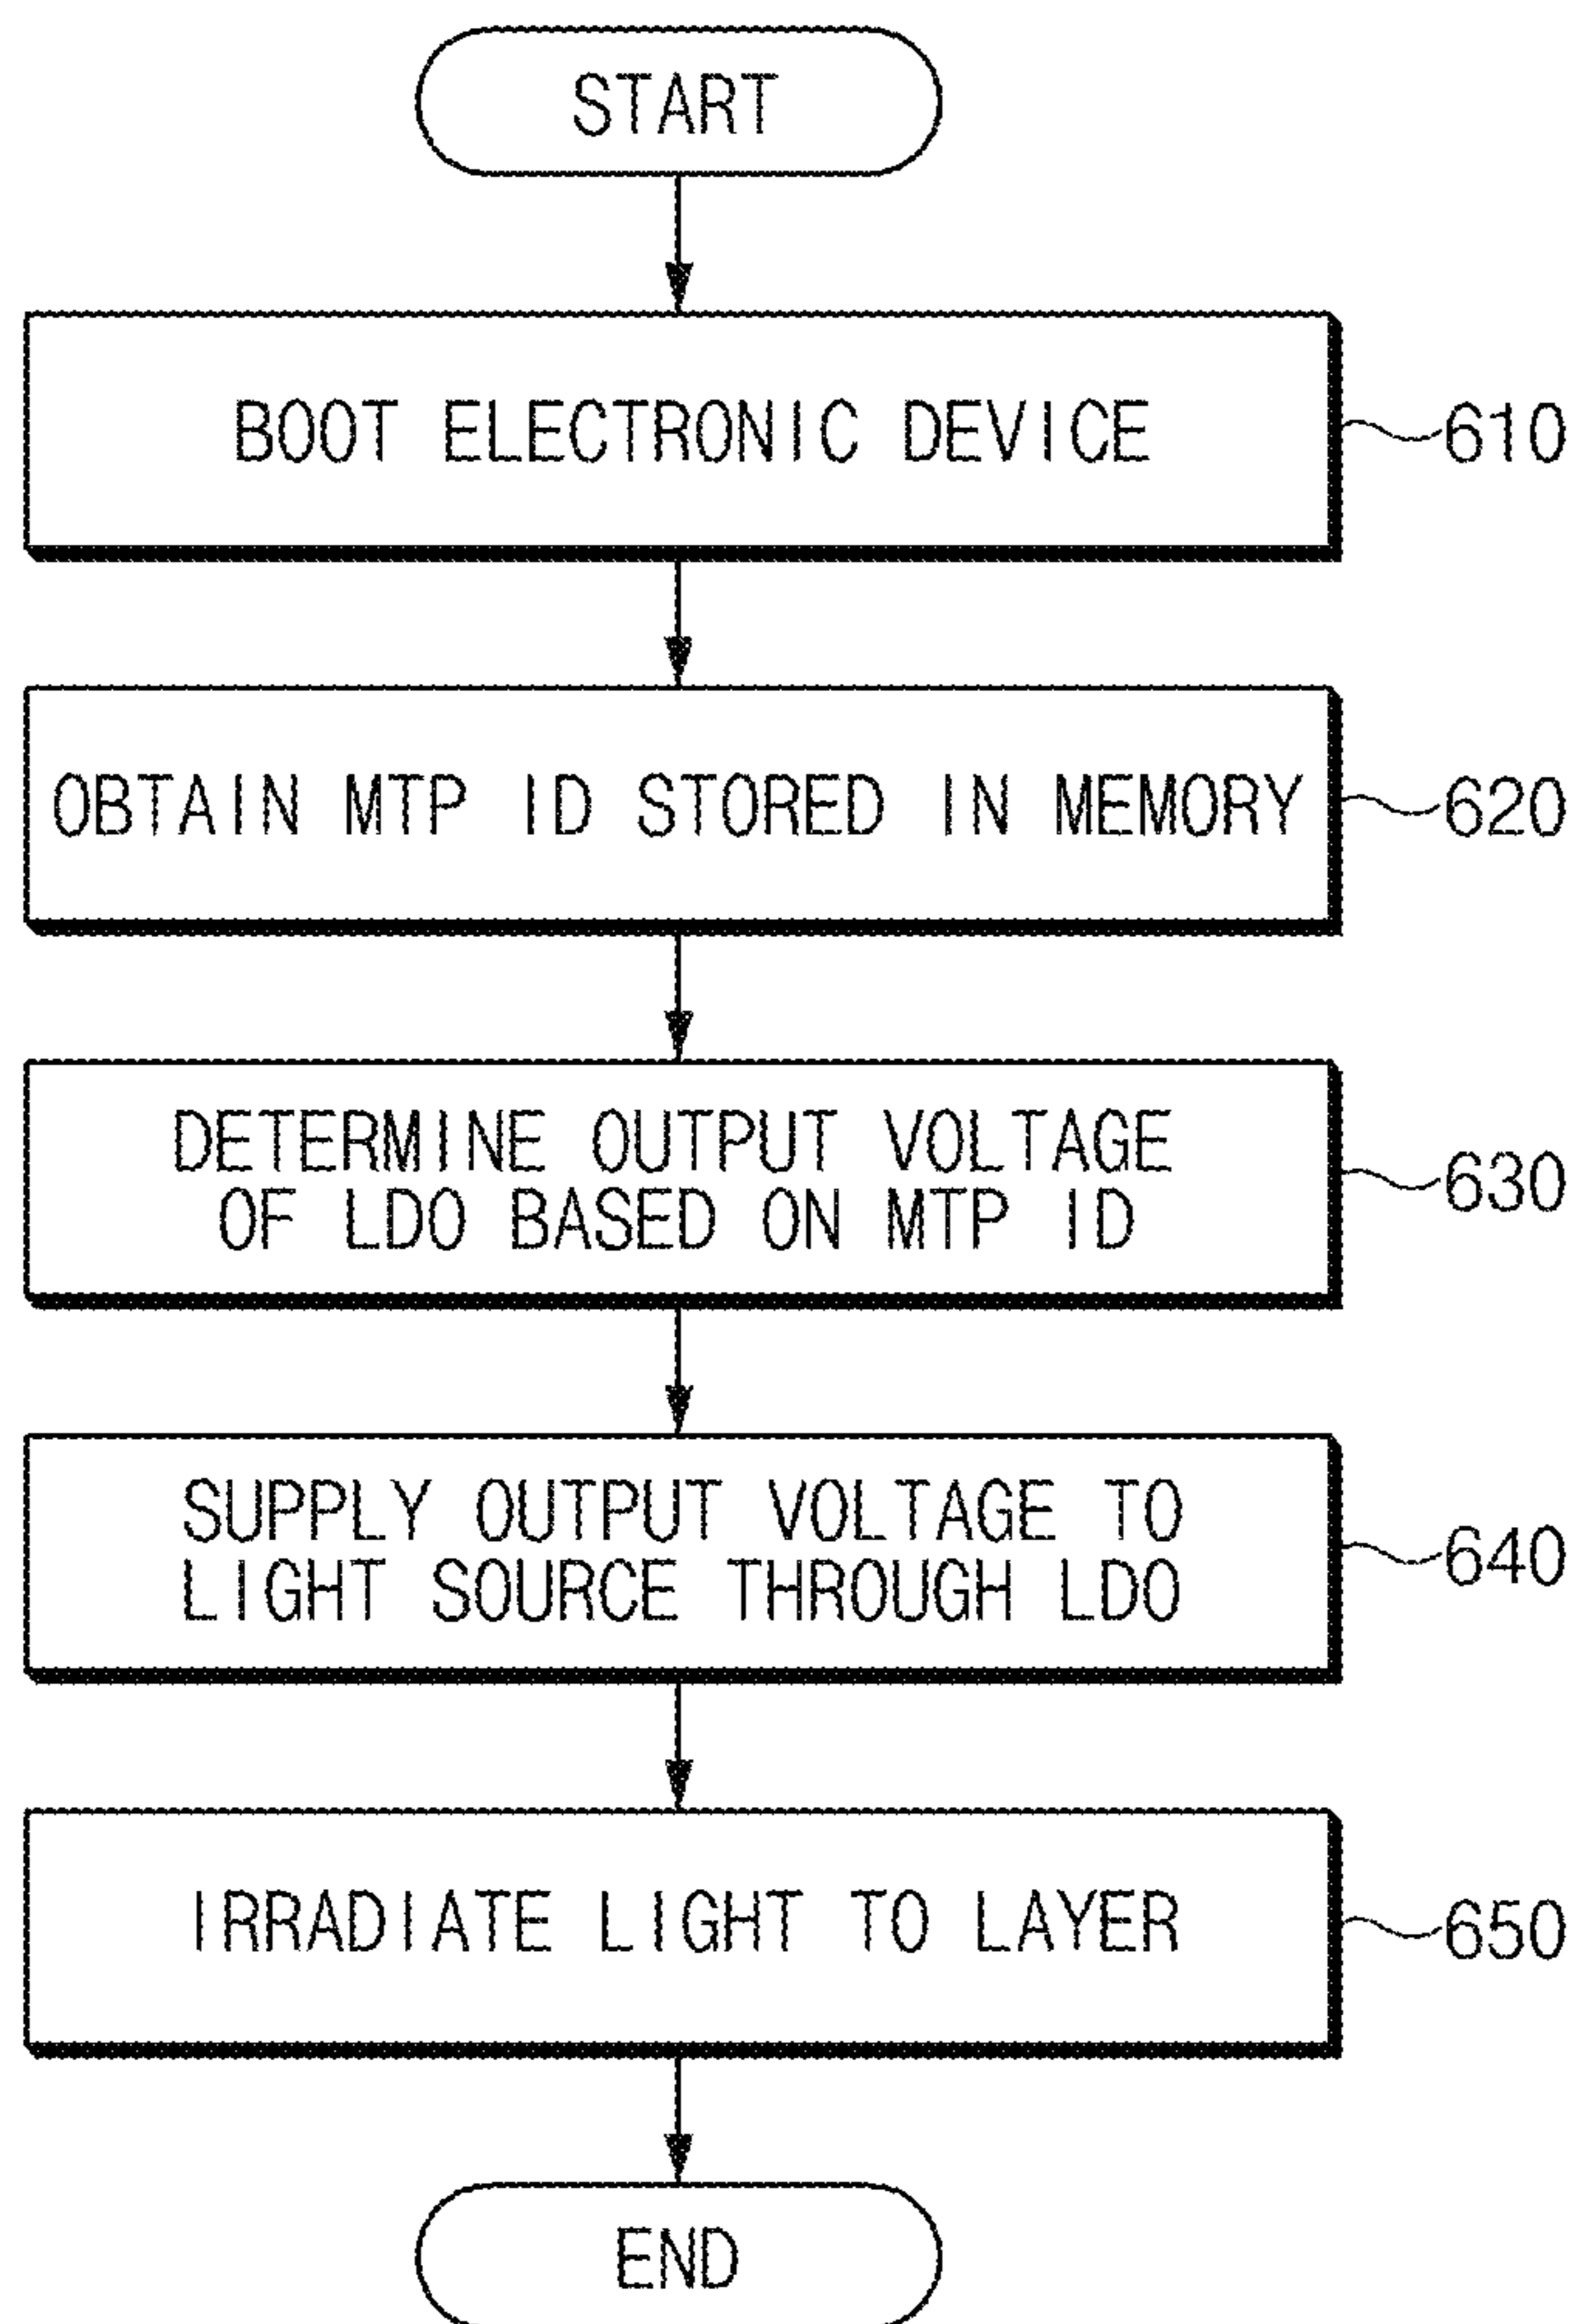 START
BOOT ELECTRONIC DEVICE
610
OBTAIN MTP ID STORED IN MEMORY
620
DETERMINE OUTPUT VOLTAGE
OF LDO BASED ON MTP ID
630
SUPPLY OUTPUT VOLTAGE TO
LIGHT SOURCE THROUGH LDO
640
IRRADIATE LIGHT TO LAYER
650
END